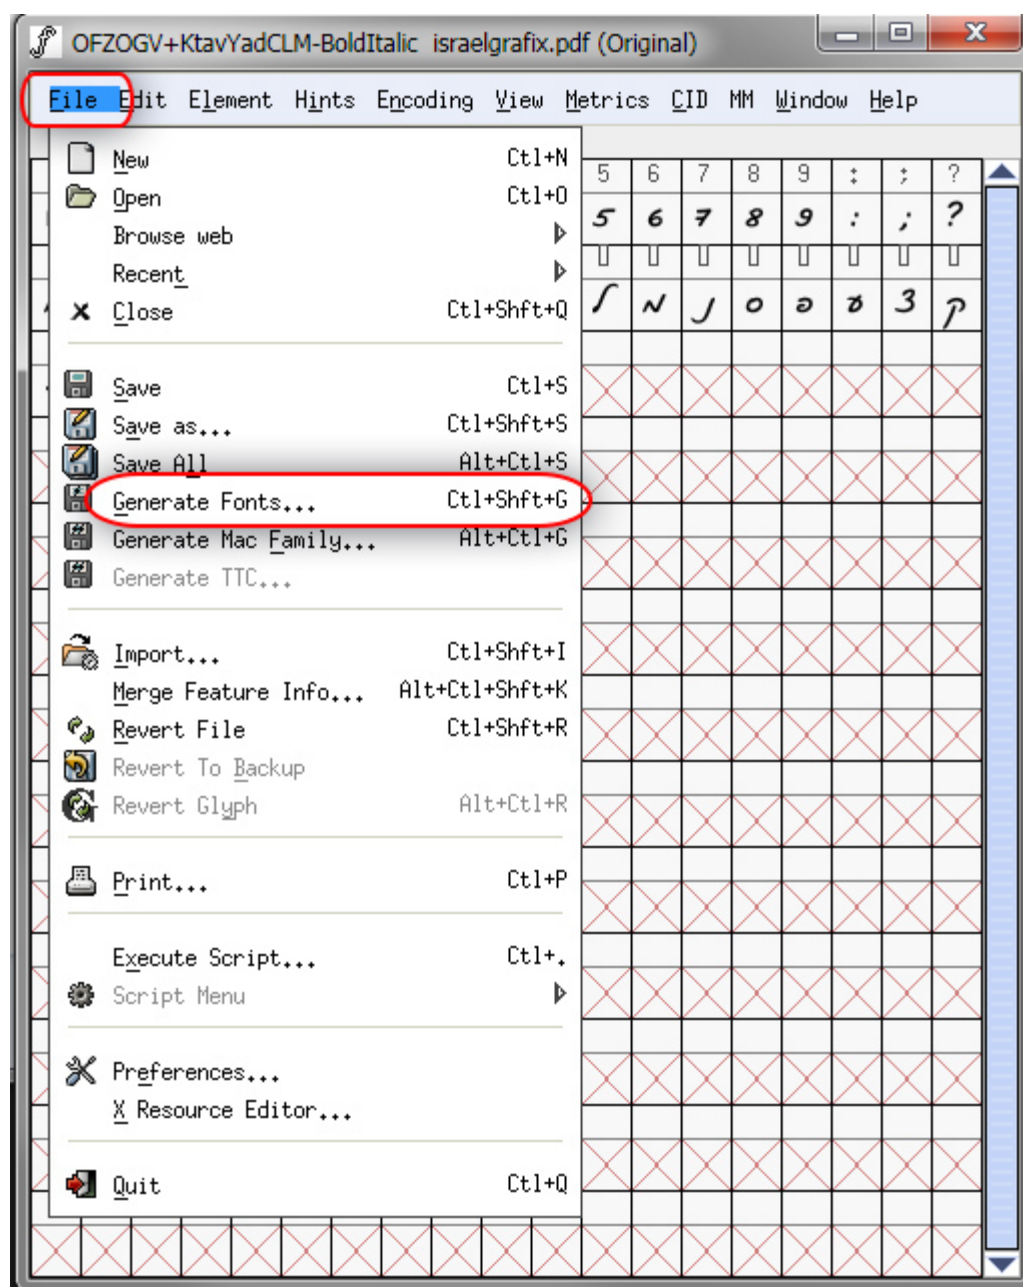 OFZOGV+KtavYadCLM-BoldItalic israelgrafix.pdf (Original)
File Edit Element Hints Encoding View Metrics CID MM Window Help
New Ctl+N
Open Ctl+O
Browse web
Recent
Close Ctl+Shft+Q
Save Ctl+S
Save as... Ctl+Shft+S
Save All Alt+Ctl+S
Generate Fonts... Ctl+Shft+G
Generate Mac Family... Alt+Ctl+G
Generate TTC...
Import... Ctl+Shft+I
Merge Feature Info... Alt+Ctl+Shft+K
Revert File Ctl+Shft+R
Revert To Backup
Revert Glyph Alt+Ctl+R
Print... Ctl+P
Execute Script... Ctl+.
Script Menu
Preferences...
X Resource Editor...
Quit Ctl+Q
5 6 7 8 9 : ; ?
5 6 7 8 9 : ; ?
ל מ נ ס פ ע צ ק